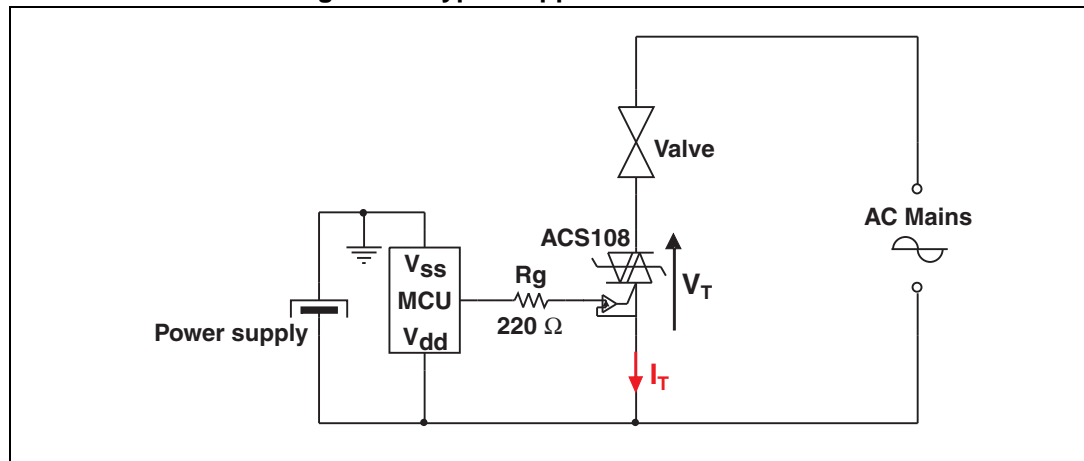 Valve
AC Mains
ACS108
VT
Vss
MCU
Vdd
Rg
220 Ω
Power supply
IT